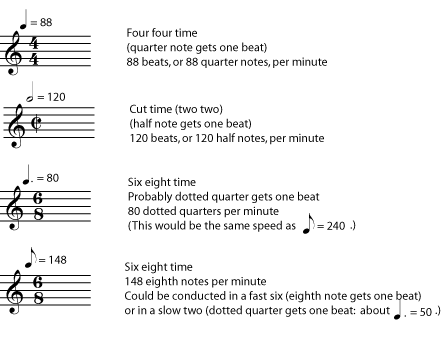 ♩ = 88
4
4
Four four time
(quarter note gets one beat)
88 beats, or 88 quarter notes, per minute
𝅗𝅥 = 120
¢
Cut time (two two)
(half note gets one beat)
120 beats, or 120 half notes, per minute
♩. = 80
6
8
Six eight time
Probably dotted quarter gets one beat
80 dotted quarters per minute
(This would be the same speed as ♪ = 240 .)
♪ = 148
6
8
Six eight time
148 eighth notes per minute
Could be conducted in a fast six (eighth note gets one beat)
or in a slow two (dotted quarter gets one beat: about ♩. = 50 .)